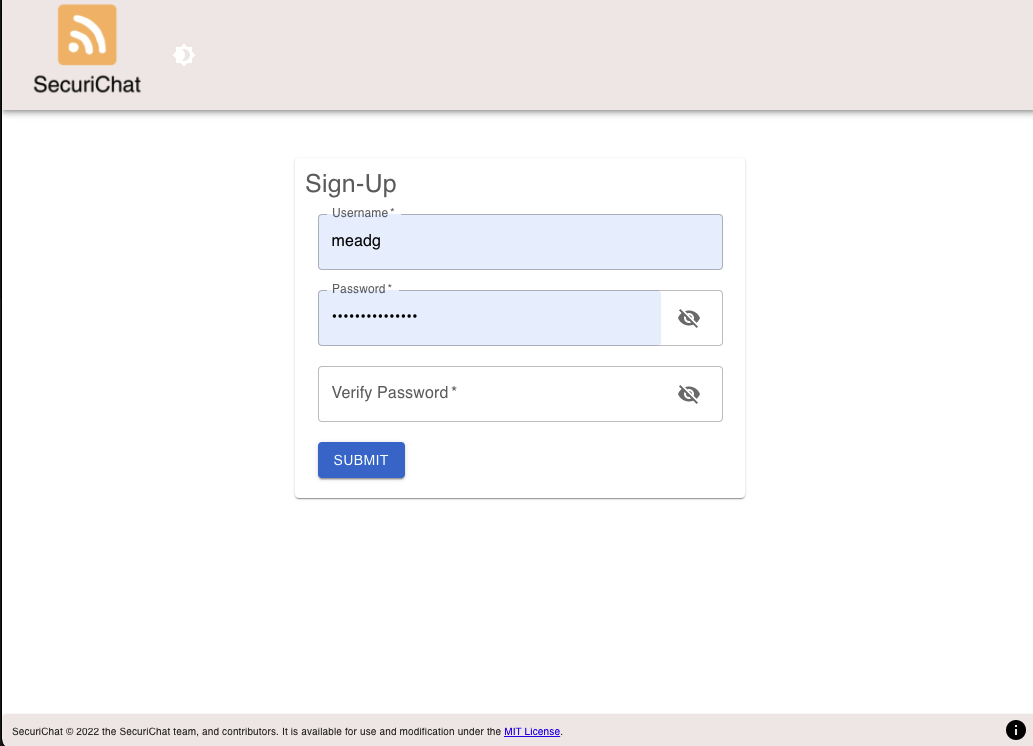 SecuriChat
Sign-Up
Username *
meadg
Password *
•••••••••••••••
Verify Password *
SUBMIT
SecuriChat © 2022 the SecuriChat team, and contributors. It is available for use and modification under the MIT License.